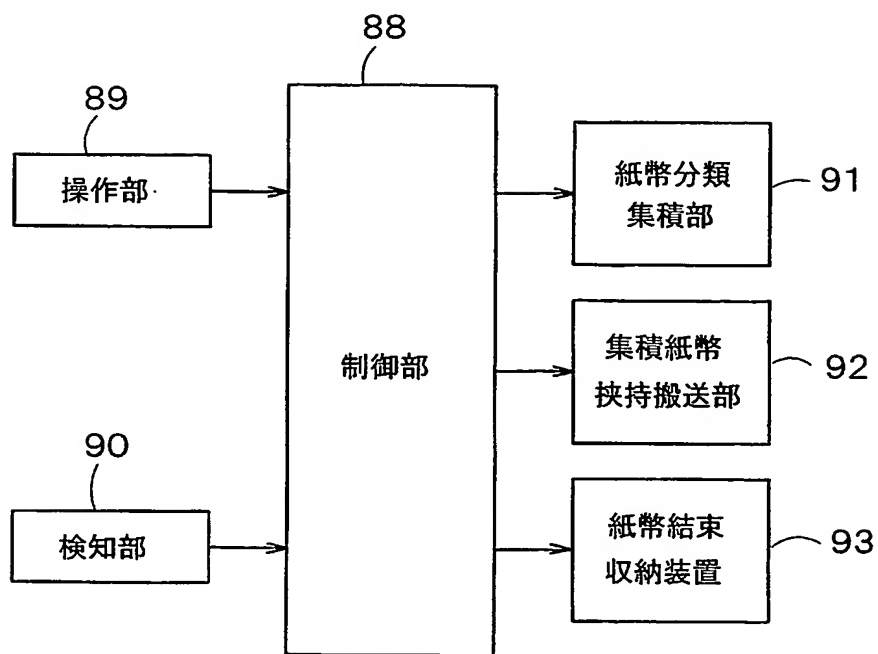 88
89
操作部
紙幣分類
集積部
91
制御部
集積紙幣
挟持搬送部
92
90
検知部
紙幣結束
収納装置
93